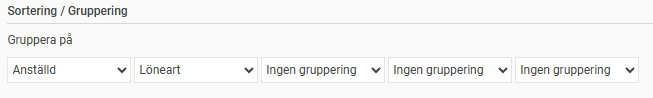 Sortering / Gruppering
Gruppera på
Anställd Löneart Ingen gruppering Ingen gruppering Ingen gruppering